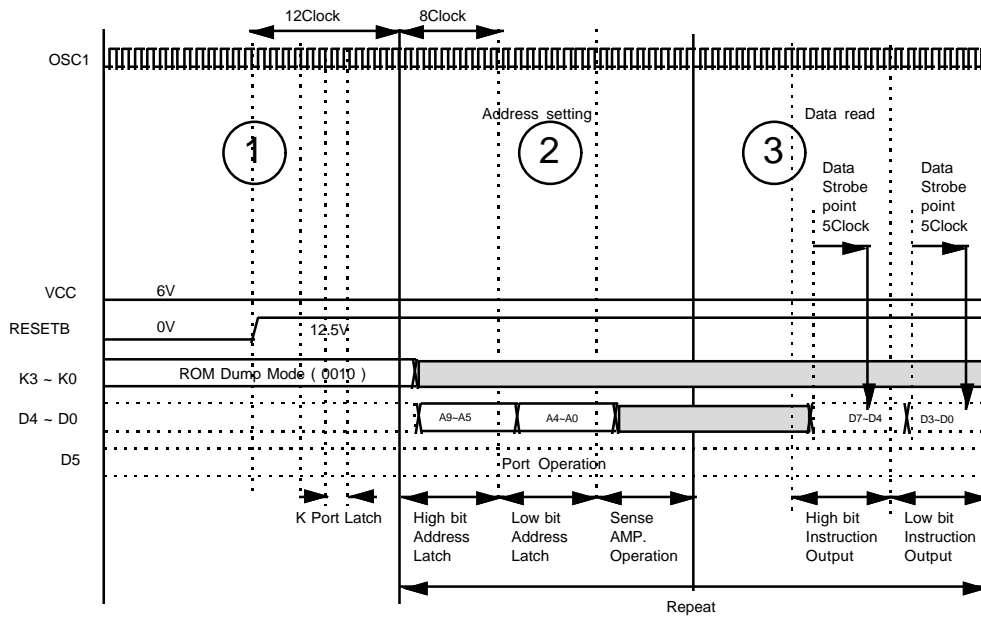 12Clock
8Clock
OSC1
Address setting
Data read
1
2
3
Data
Strobe
point
5Clock
Data
Strobe
point
5Clock
VCC
6V
RESETB
0V
12.5V
K3 ~ K0
ROM Dump Mode ( 0010 )
D4 ~ D0
A9~A5
A4~A0
D7~D4
D3~D0
D5
Port Operation
K Port Latch
High bit
Address
Latch
Low bit
Address
Latch
Sense
AMP.
Operation
High bit
Instruction
Output
Low bit
Instruction
Output
Repeat